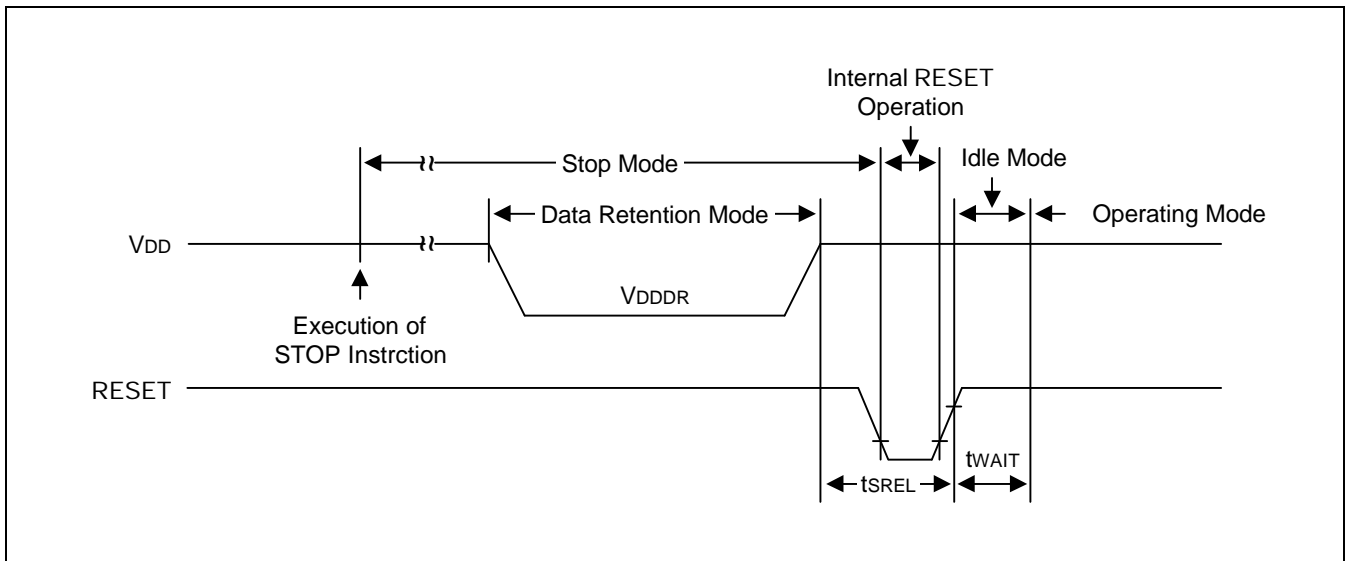 Internal RESET
Operation
Idle Mode
Stop Mode
Data Retention Mode
Operating Mode
VDD
VDDDR
Execution of
STOP Instrction
RESET
tWAIT
tSREL